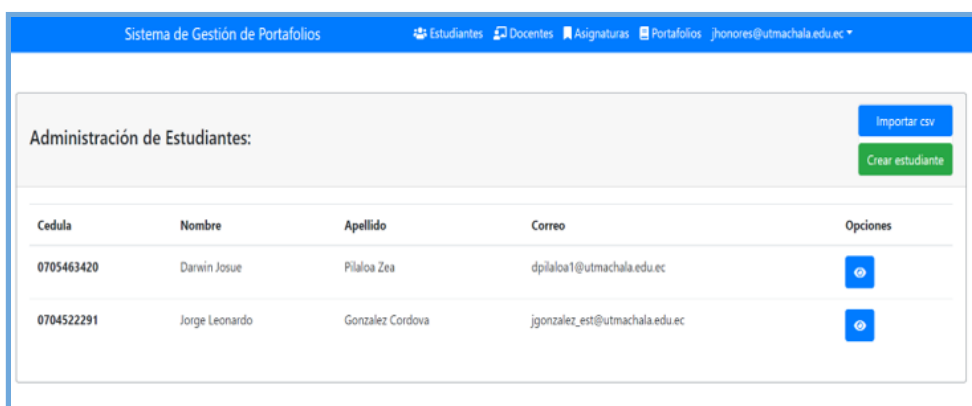 Sistema de Gestión de Portafolios Estudiantes Docentes Asignaturas Portafolios jhonores@utmachala.edu.ec
Administración de Estudiantes:
Importar csv
Crear estudiante
Cedula Nombre Apellido Correo Opciones
0705463420 Darwin Josue Pilaloa Zea dpilaloa1@utmachala.edu.ec
0704522291 Jorge Leonardo Gonzalez Cordova jgonzalez_est@utmachala.edu.ec